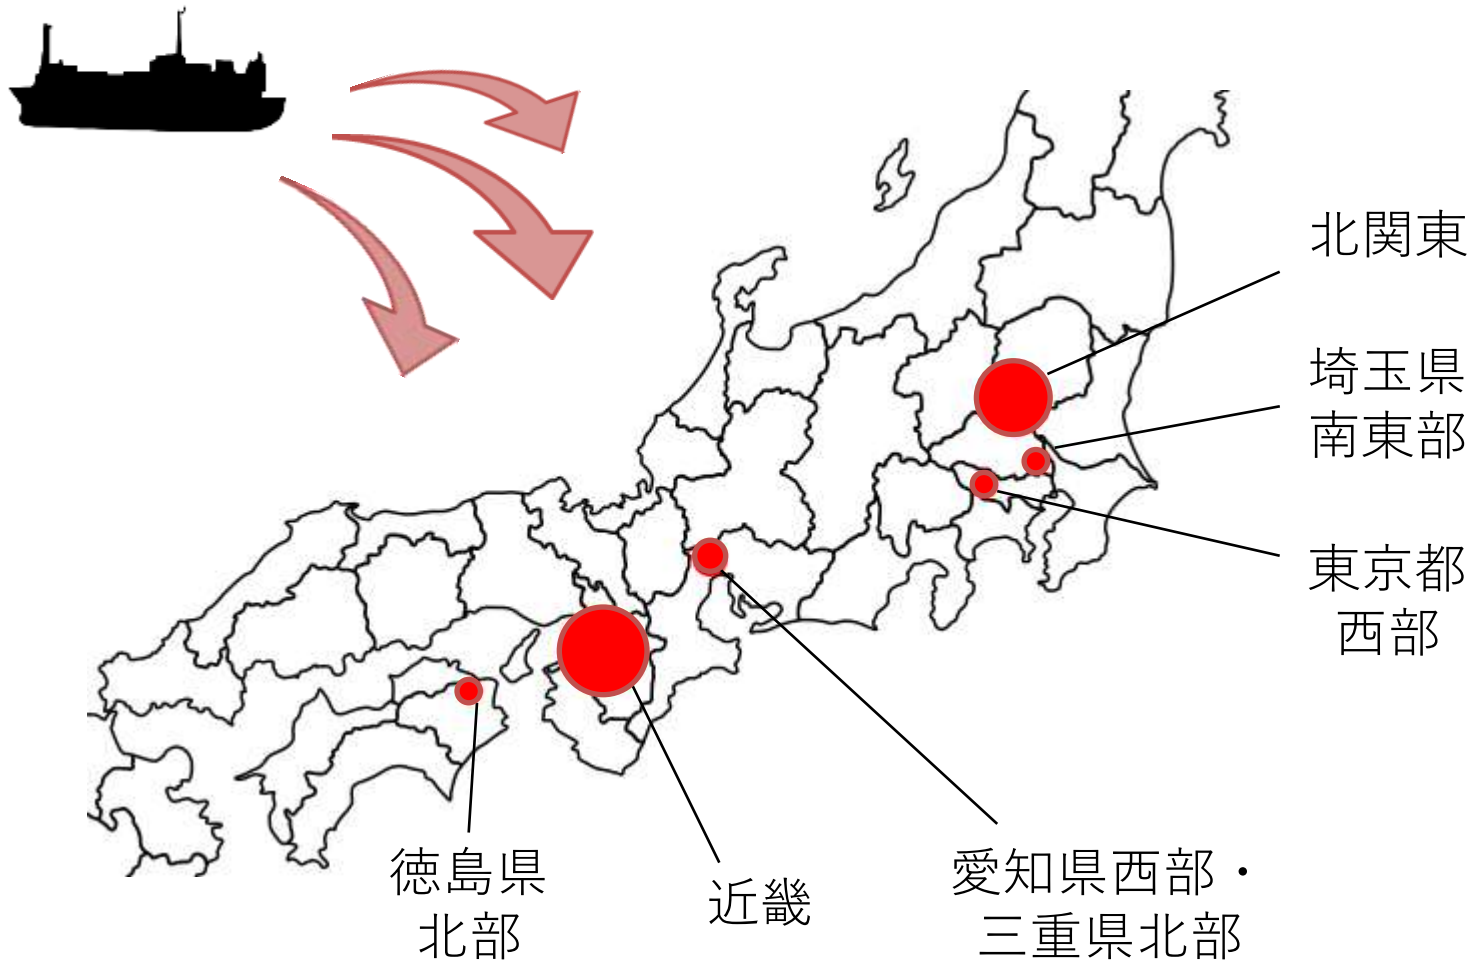 北関東
埼玉県
南東部
東京都
西部
徳島県
北部
近畿
愛知県西部・
三重県北部